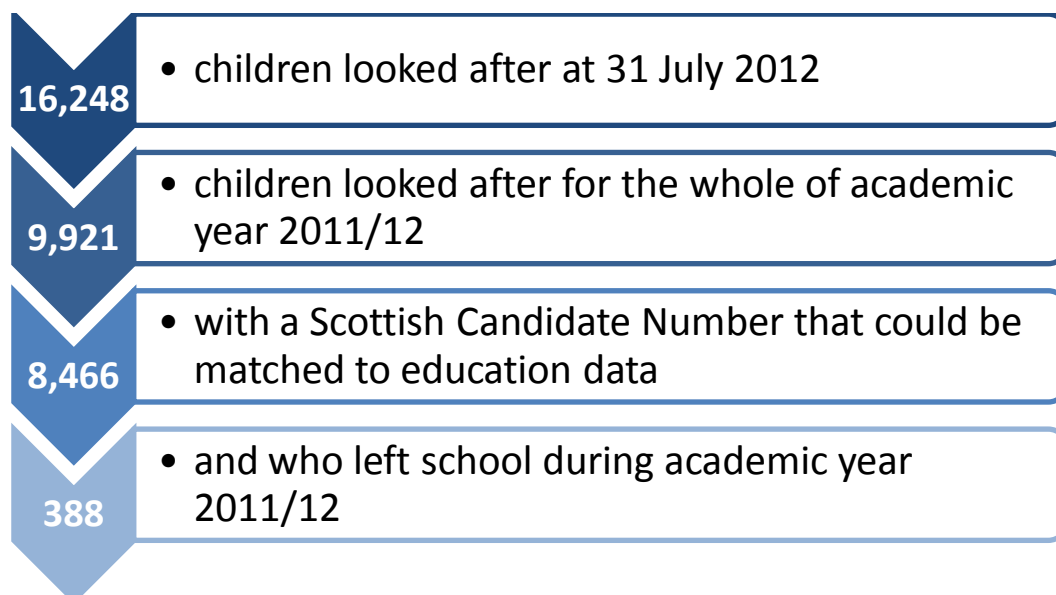 16,248
• children looked after at 31 July 2012
9,921
• children looked after for the whole of academic
year 2011/12
8,466
• with a Scottish Candidate Number that could be
matched to education data
388
• and who left school during academic year
2011/12